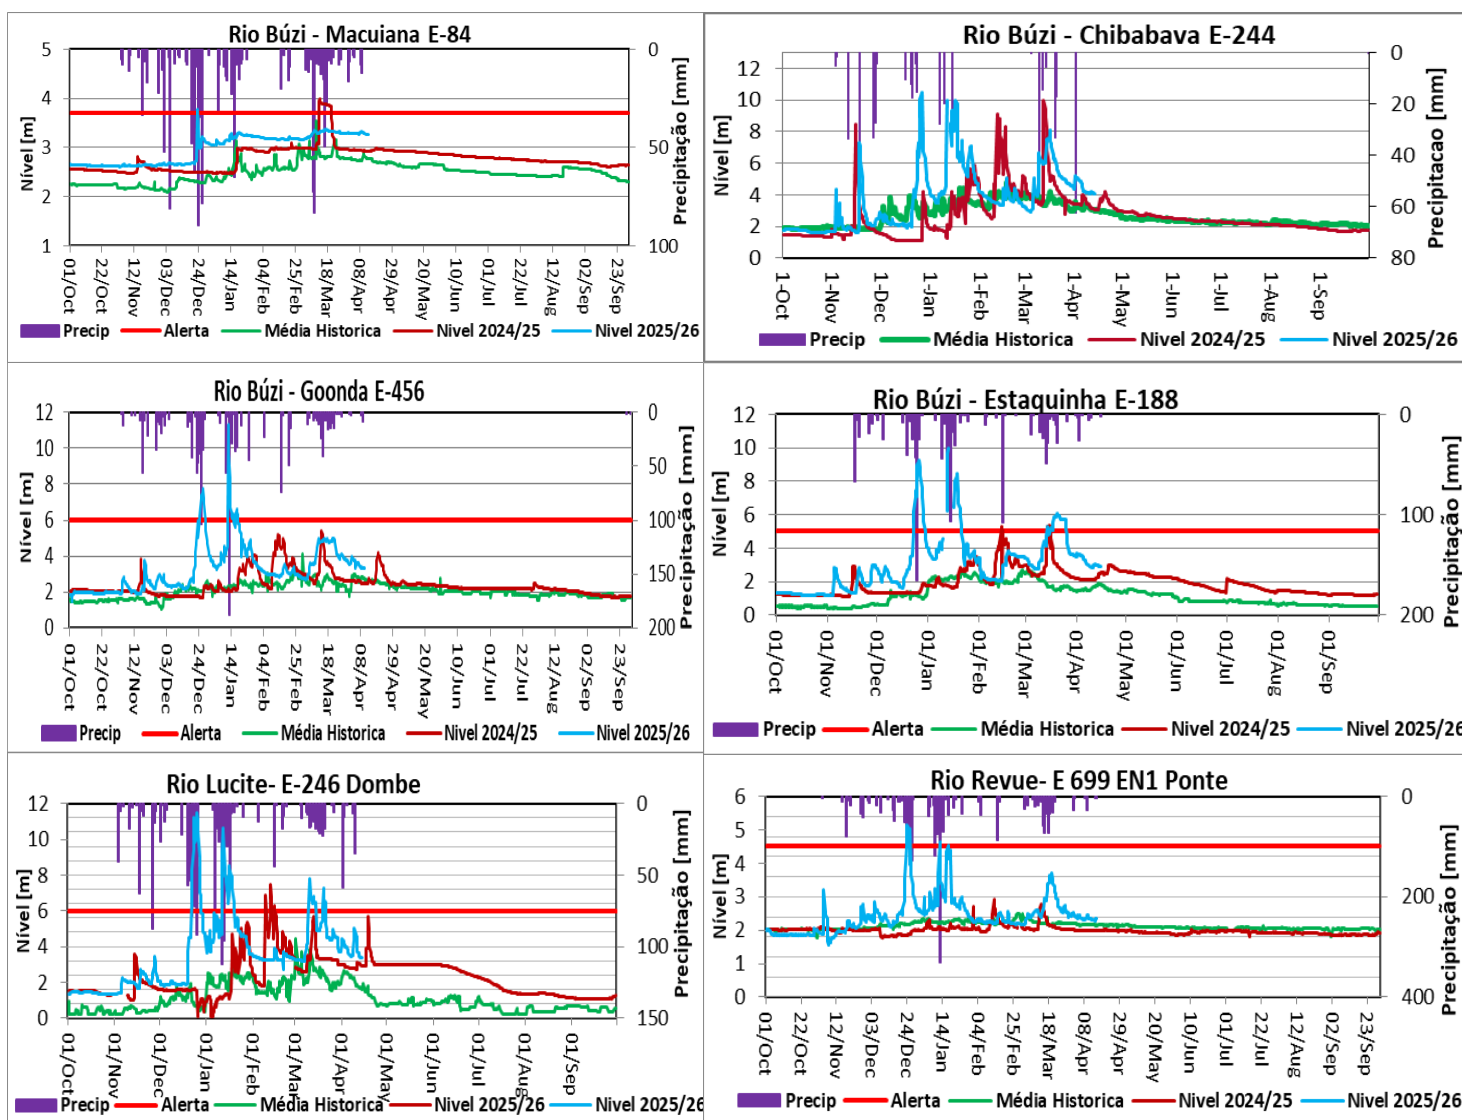 Rio Búzi - Macuiana E-84
Nível [m]
5
4
3
2
1
0
50
100
Precipitação [mm]
01/Oct
22/Oct
12/Nov
03/Dec
24/Dec
14/Jan
04/Feb
25/Feb
18/Mar
08/Apr
29/Apr
20/May
10/Jun
01/Jul
22/Jul
12/Aug
02/Sep
23/Sep
Precip Alerta Média Historica Nivel 2024/25 Nivel 2025/26
Rio Búzi - Chibabava E-244
Nível [m]
12
10
8
6
4
2
0
0
20
40
60
80
Precipitacao [mm]
1-Oct
1-Nov
1-Dec
1-Jan
1-Feb
1-Mar
1-Apr
1-May
1-Jun
1-Jul
1-Aug
1-Sep
Precip Média Historica Nivel 2024/25 Nivel 2025/26
Rio Búzi - Goonda E-456
Nível [m]
12
10
8
6
4
2
0
0
50
100
150
200
Precipitação [mm]
01/Oct
22/Oct
12/Nov
03/Dec
24/Dec
14/Jan
04/Feb
25/Feb
18/Mar
08/Apr
29/Apr
20/May
10/Jun
01/Jul
22/Jul
12/Aug
02/Sep
23/Sep
Precip Alerta Média Historica Nivel 2024/25 Nivel 2025/26
Rio Búzi - Estaquinha E-188
Nível [m]
12
10
8
6
4
2
0
0
100
200
Precipitação [mm]
01/Oct
01/Nov
01/Dec
01/Jan
01/Feb
01/Mar
01/Apr
01/May
01/Jun
01/Jul
01/Aug
01/Sep
Precip Alerta Média Historica Nivel 2024/25 Nivel 2025/26
Rio Lucite- E-246 Dombe
Nível [m]
12
10
8
6
4
2
0
0
50
100
150
Precipitação [mm]
01/Oct
01/Nov
01/Dec
01/Jan
01/Feb
01/Mar
01/Apr
01/May
01/Jun
01/Jul
01/Aug
01/Sep
Precip Alerta Média Historica Nivel 2025/26 Nivel 2025/26
Rio Revue- E 699 EN1 Ponte
Nível [m]
6
5
4
3
2
1
0
0
200
400
Precipitação [mm]
01/Oct
22/Oct
12/Nov
03/Dec
24/Dec
14/Jan
04/Feb
25/Feb
18/Mar
08/Apr
29/Apr
20/May
10/Jun
01/Jul
22/Jul
12/Aug
02/Sep
23/Sep
Precip Alerta Média Historica Nivel 2024/25 Nivel 2025/26